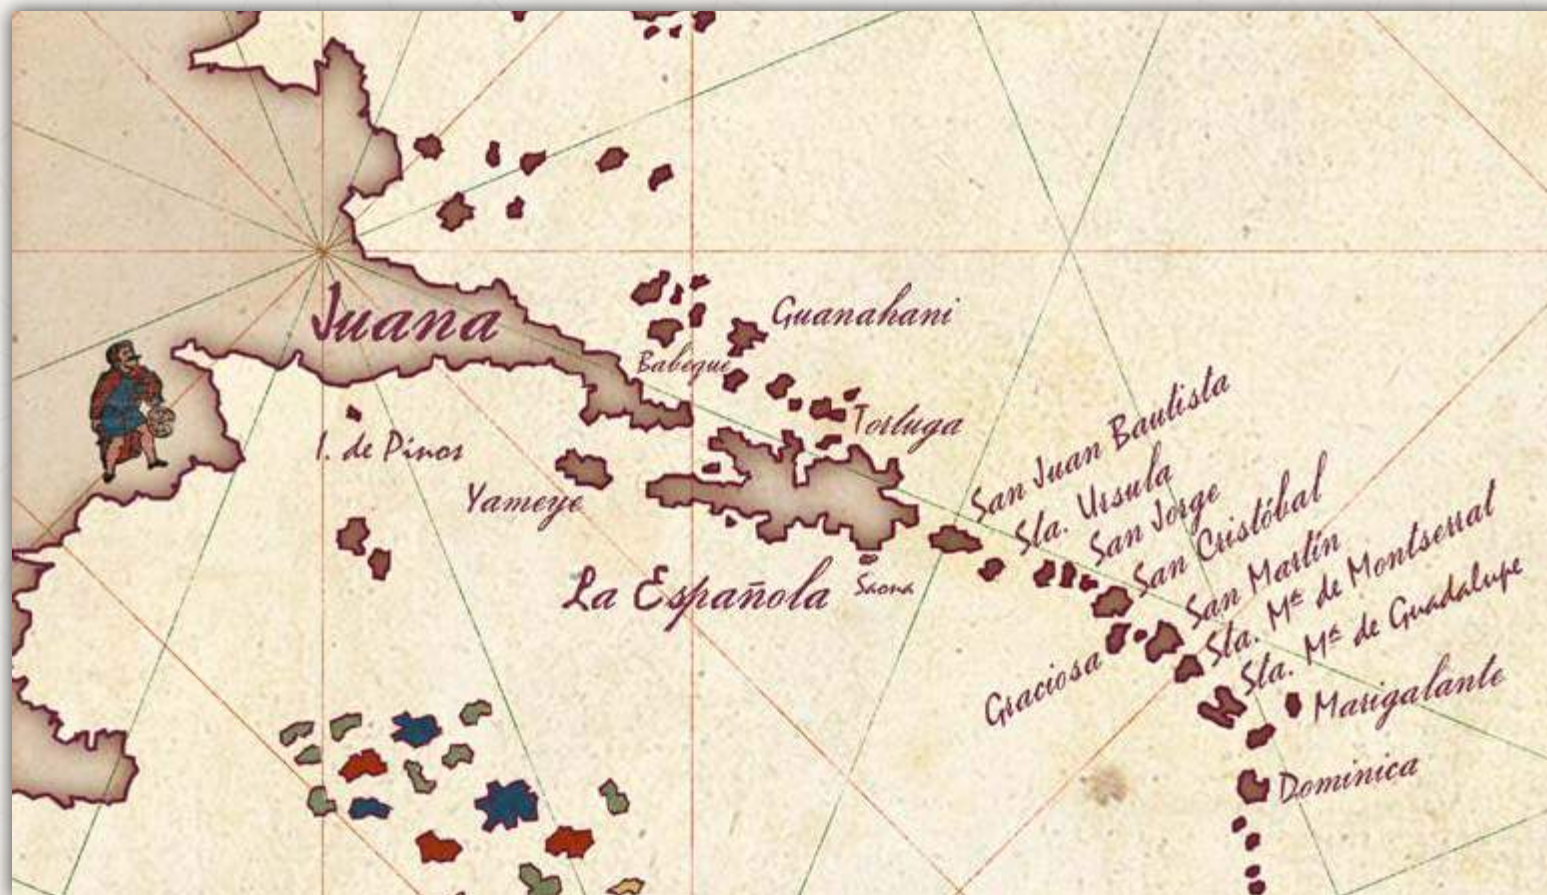 Juana
Guanahani
Babeque
Tortuga
I. de Pinos
Yameye
La Española
Saona
San Juan Bautista
Sta. Ursula
San Jorge
San Cristóbal
San Martín
Sta. Mª de Montserrat
Sta. Mª de Guadalupe
Graciosa
Marigalante
Dominica